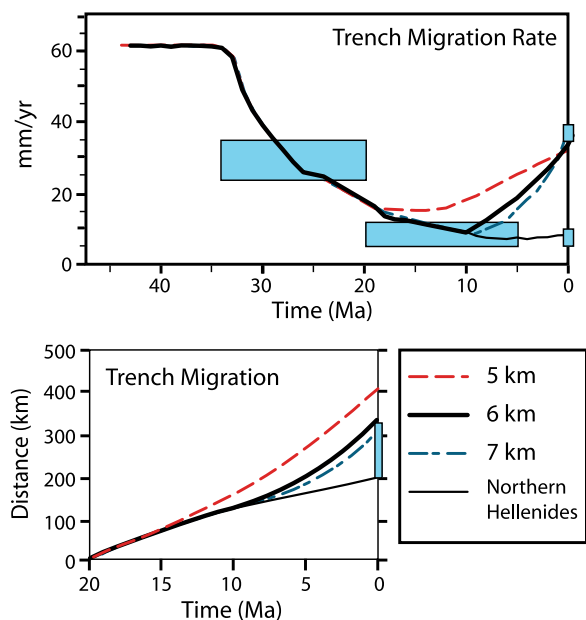 Trench Migration Rate
mm/yr
60
40
20
0
40
30
20
10
0
Time (Ma)
Trench Migration
Distance (km)
500
400
300
200
100
0
20
15
10
5
0
Time (Ma)
5 km
6 km
7 km
Northern
Hellenides